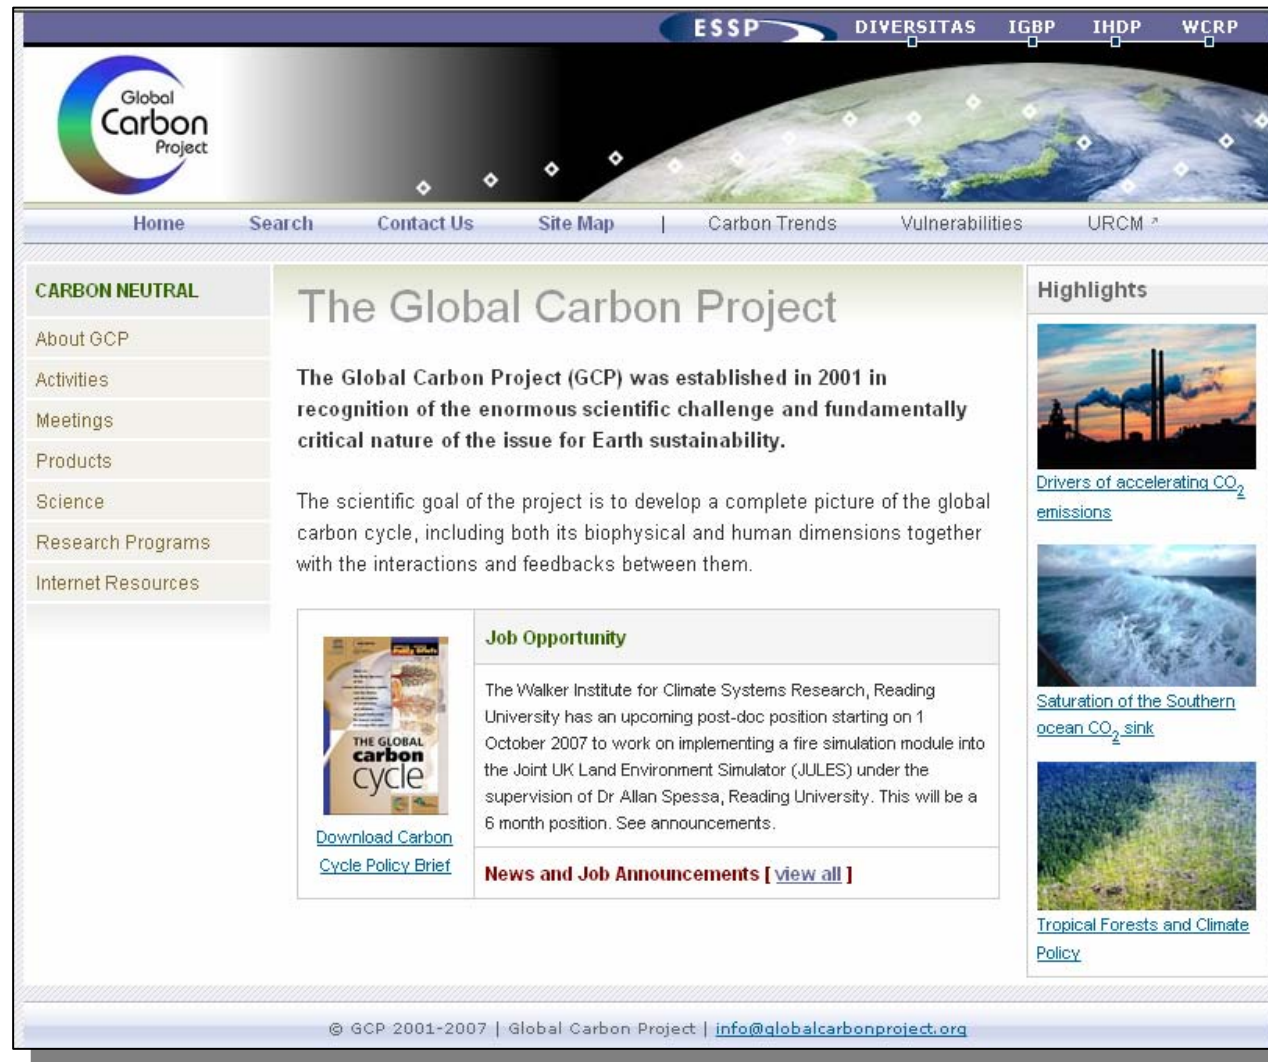 ESSP DIVERSITAS IGBP IHDP WCRP
Global
Carbon
Project
Home Search Contact Us Site Map | Carbon Trends Vulnerabilities URCM
CARBON NEUTRAL
About GCP
Activities
Meetings
Products
Science
Research Programs
Internet Resources
The Global Carbon Project
The Global Carbon Project (GCP) was established in 2001 in
recognition of the enormous scientific challenge and fundamentally
critical nature of the issue for Earth sustainability.
The scientific goal of the project is to develop a complete picture of the global
carbon cycle, including both its biophysical and human dimensions together
with the interactions and feedbacks between them.
THE GLOBAL
carbon
cycle
Download Carbon
Cycle Policy Brief
Job Opportunity
The Walker Institute for Climate Systems Research, Reading
University has an upcoming post-doc position starting on 1
October 2007 to work on implementing a fire simulation module into
the Joint UK Land Environment Simulator (JULES) under the
supervision of Dr Allan Spessa, Reading University. This will be a
6 month position. See announcements.
News and Job Announcements [ view all ]
Highlights
Drivers of accelerating CO2
emissions
Saturation of the Southern
ocean CO2 sink
Tropical Forests and Climate
Policy
© GCP 2001-2007 | Global Carbon Project | info@globalcarbonproject.org